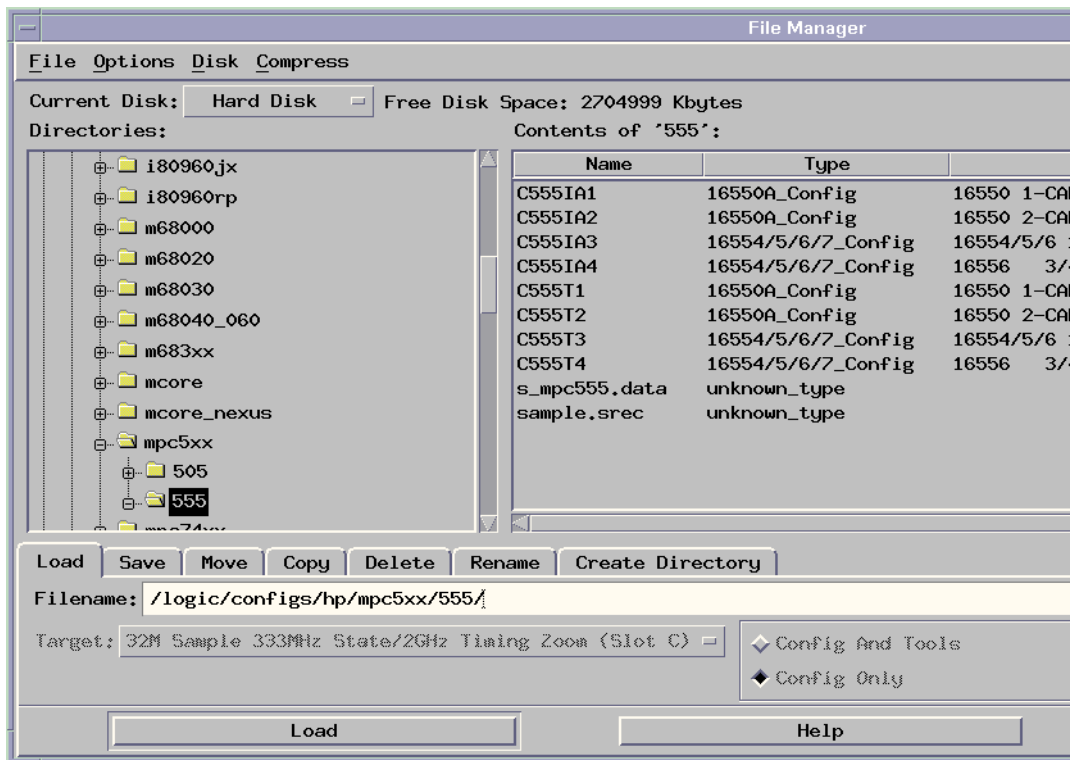 File Manager
File Options Disk Compress
Current Disk: Hard Disk Free Disk Space: 2704999 Kbytes
Directories:
Contents of '555':
i80960jx
i80960rp
m68000
m68020
m68030
m68040_060
m683xx
mcore
mcore_nexus
mpc5xx
505
555
Name Type
C555IA1 16550A_Config 16550 1-CA
C555IA2 16550A_Config 16550 2-CA
C555IA3 16554/5/6/7_Config 16554/5/6
C555IA4 16554/5/6/7_Config 16556 3/
C555T1 16550A_Config 16550 1-CA
C555T2 16550A_Config 16550 2-CA
C555T3 16554/5/6/7_Config 16554/5/6
C555T4 16554/5/6/7_Config 16556 3/
s_mpc555.data unknown_type
sample.srec unknown_type
Load Save Move Copy Delete Rename Create Directory
Filename: /logic/configs/hp/mpc5xx/555/
Target: 32M Sample 333MHz State/2GHz Timing Zoom (Slot C)
Config And Tools
Config Only
Load Help